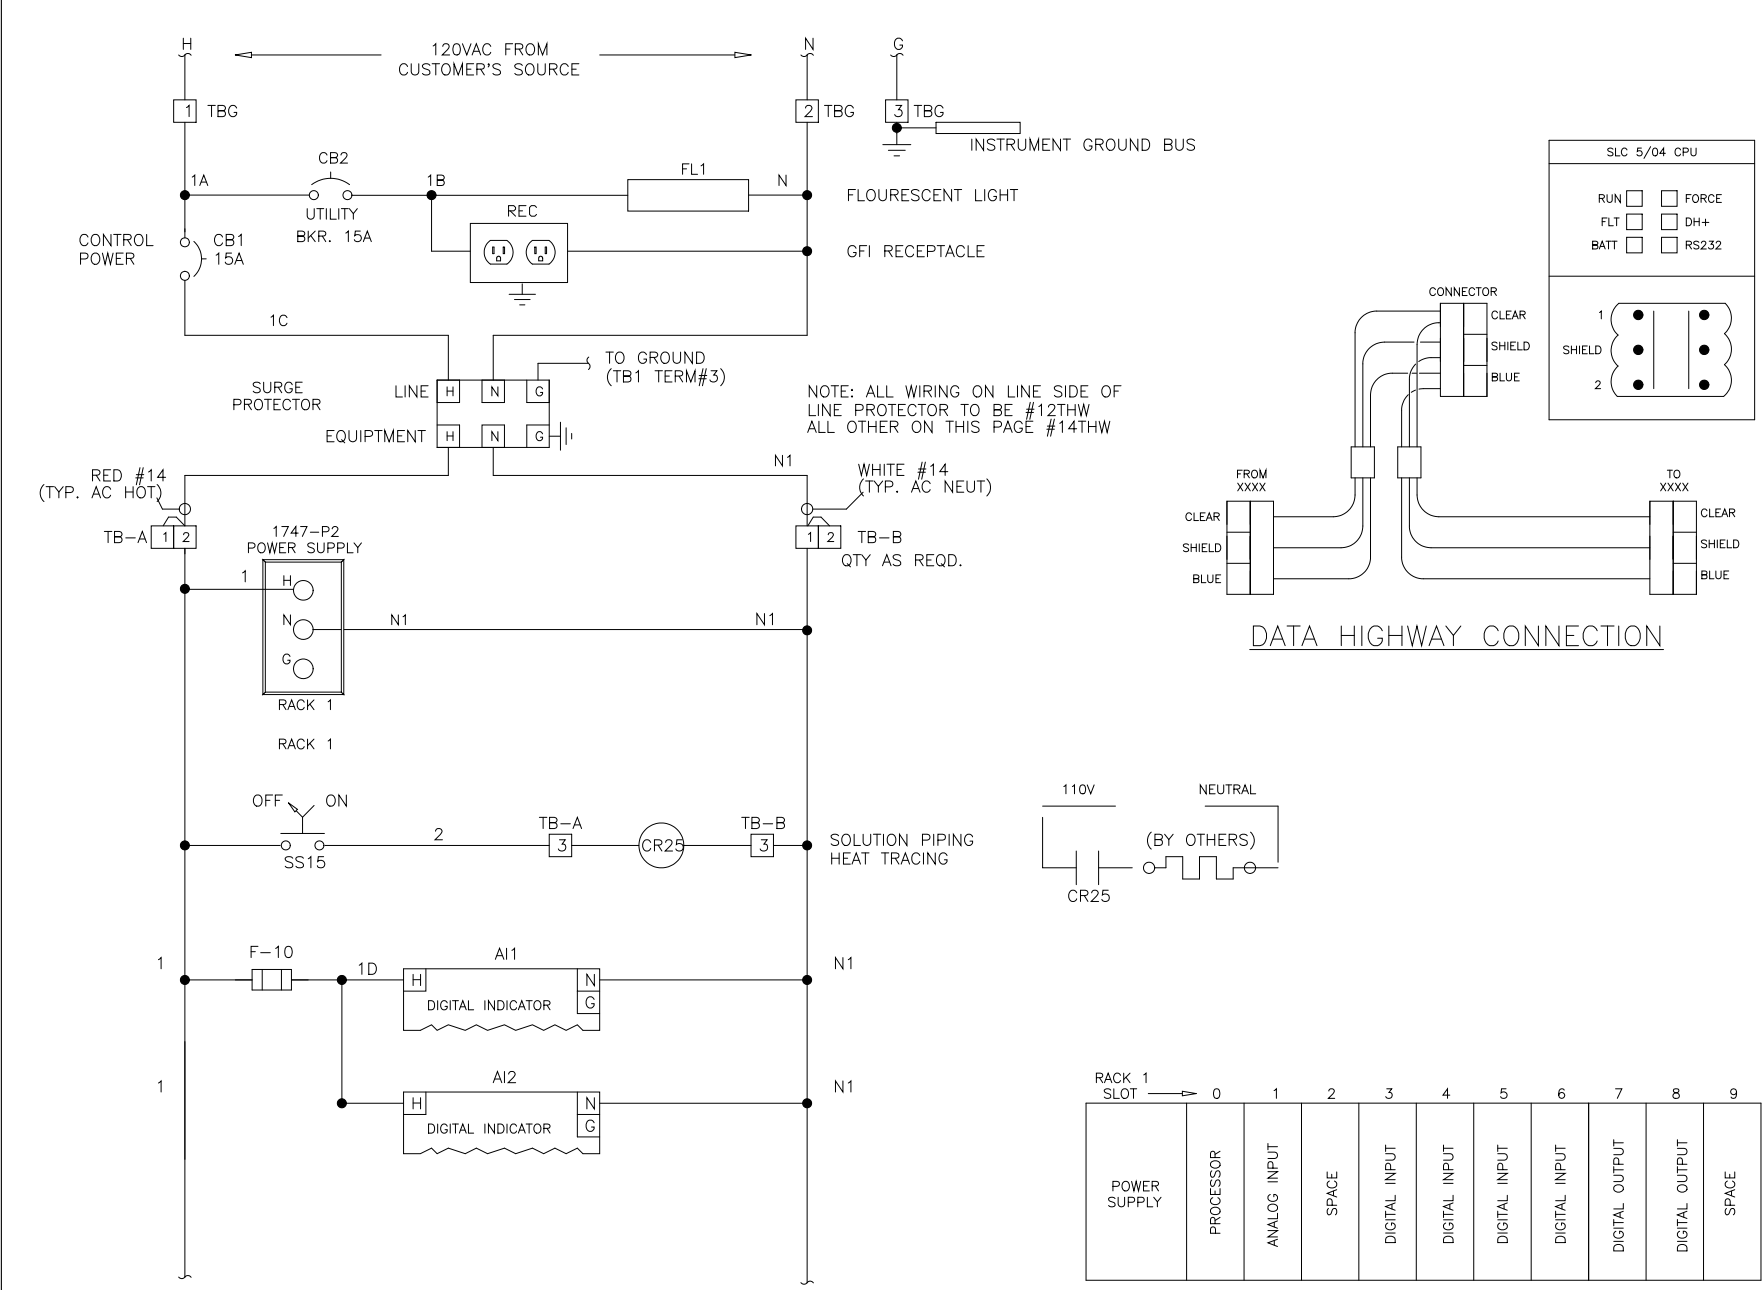 H
120VAC FROM
CUSTOMER'S SOURCE
N
G
1 TBG
2 TBG
3 TBG
INSTRUMENT GROUND BUS
1A
CB2
UTILITY
BKR. 15A
1B
FL1
N
FLOURESCENT LIGHT
REC
CONTROL
POWER
CB1
15A
GFI RECEPTACLE
1C
TO GROUND
(TB1 TERM#3)
SURGE
PROTECTOR
LINE H N G
EQUIPTMENT H N G
NOTE: ALL WIRING ON LINE SIDE OF
LINE PROTECTOR TO BE #12THW
ALL OTHER ON THIS PAGE #14THW
RED #14
(TYP. AC HOT)
N1
WHITE #14
(TYP. AC NEUT)
TB-A 1 2
1 2 TB-B
QTY AS REQD.
1747-P2
POWER SUPPLY
1
H
N
G
N1
N1
RACK 1
RACK 1
OFF ON
SS15
2
TB-A
3
CR25
TB-B
3
SOLUTION PIPING
HEAT TRACING
1
F-10
1D
AI1
H
N
G
DIGITAL INDICATOR
N1
1
AI2
H
N
G
DIGITAL INDICATOR
N1
SLC 5/04 CPU
RUN FORCE
FLT DH+
BATT RS232
1
SHIELD
2
CONNECTOR
CLEAR
SHIELD
BLUE
FROM
XXXX
CLEAR
SHIELD
BLUE
TO
XXXX
CLEAR
SHIELD
BLUE
DATA HIGHWAY CONNECTION
110V
NEUTRAL
(BY OTHERS)
CR25
RACK 1
SLOT 0 1 2 3 4 5 6 7 8 9
POWER
SUPPLY
PROCESSOR
ANALOG INPUT
SPACE
DIGITAL INPUT
DIGITAL INPUT
DIGITAL INPUT
DIGITAL INPUT
DIGITAL OUTPUT
DIGITAL OUTPUT
SPACE